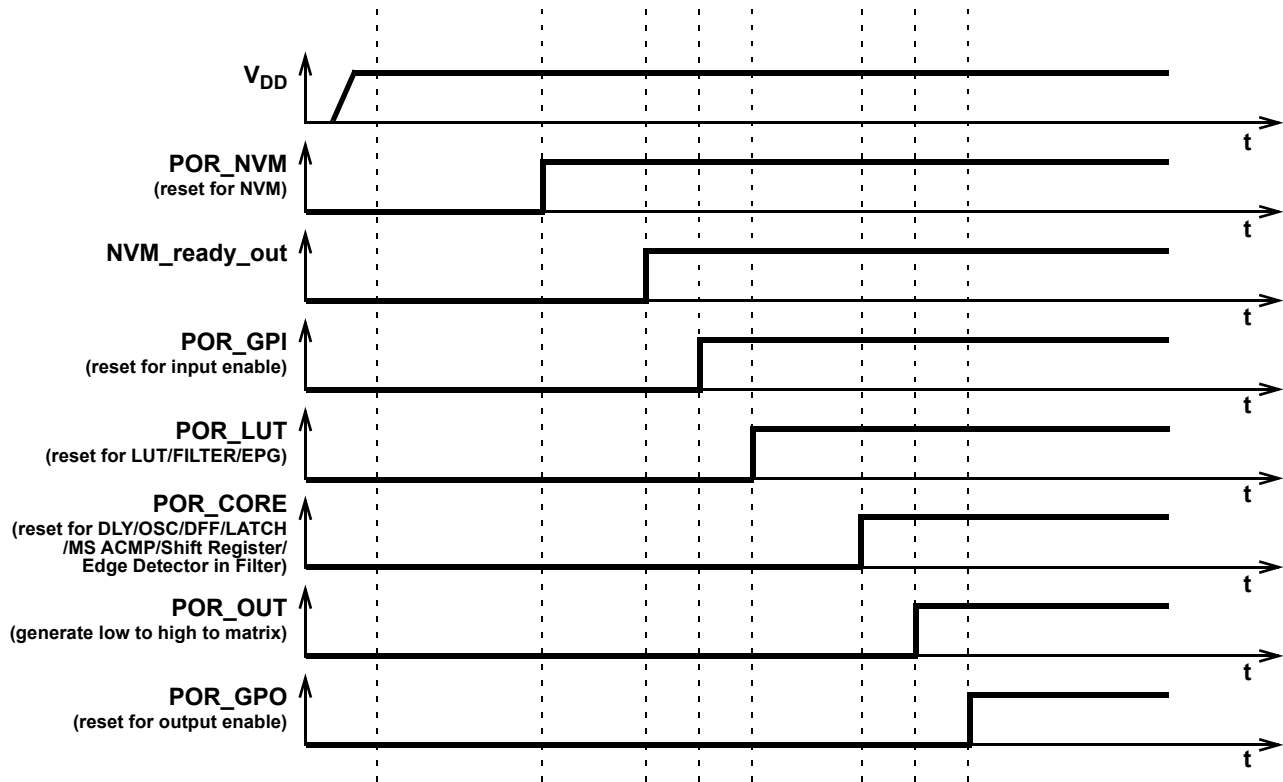 VDD
t
POR_NVM
(reset for NVM)
t
NVM_ready_out
t
POR_GPI
(reset for input enable)
t
POR_LUT
(reset for LUT/FILTER/EPG)
t
POR_CORE
(reset for DLY/OSC/DFF/LATCH
/MS ACMP/Shift Register/
Edge Detector in Filter)
t
POR_OUT
(generate low to high to matrix)
t
POR_GPO
(reset for output enable)
t